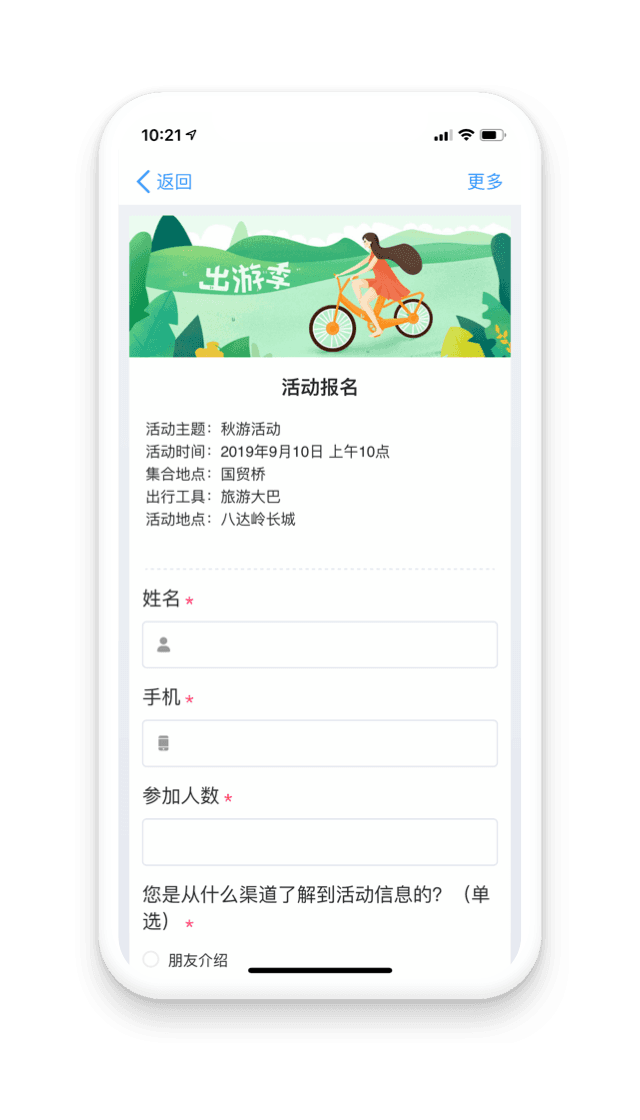 10:21
返回
更多
出游季
活动报名
活动主题：秋游活动
活动时间：2019年9月10日 上午10点
集合地点：国贸桥
出行工具：旅游大巴
活动地点：八达岭长城
姓名 *
手机 *
参加人数 *
您是从什么渠道了解到活动信息的？（单
选） *
朋友介绍